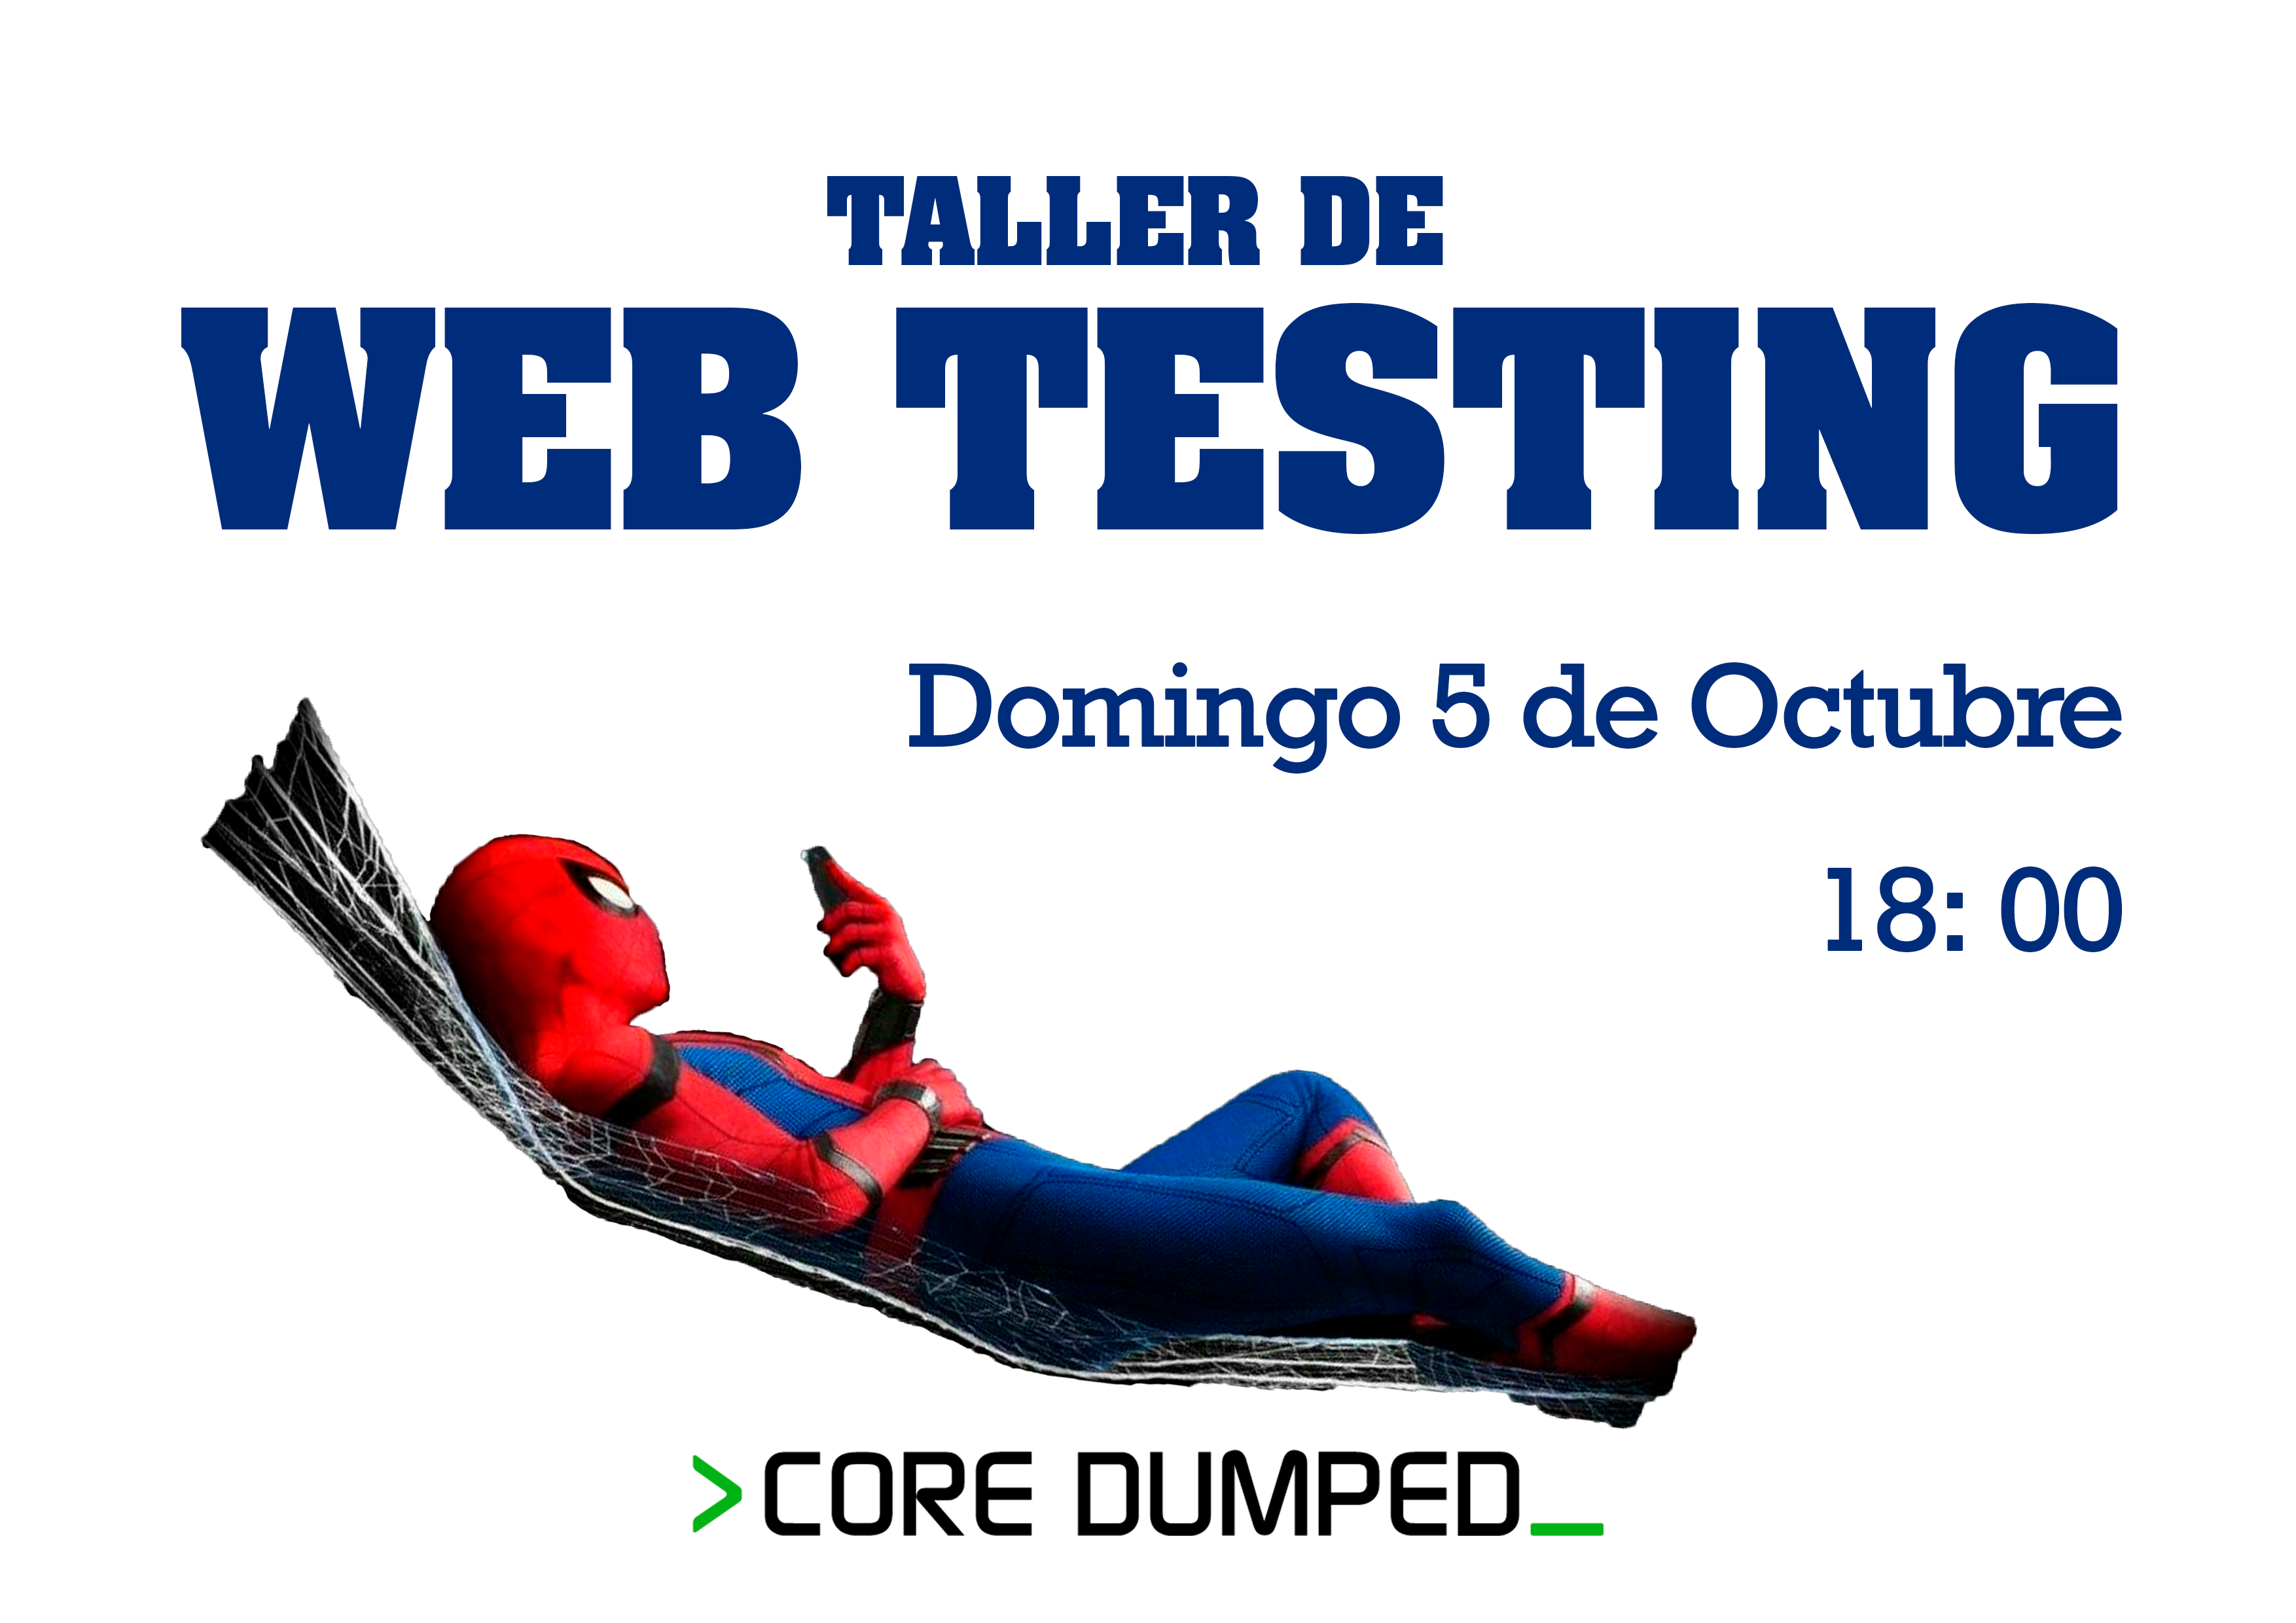 TALLER DE
WEB TESTING
Domingo 5 de Octubre
18: 00
>CORE DUMPED_